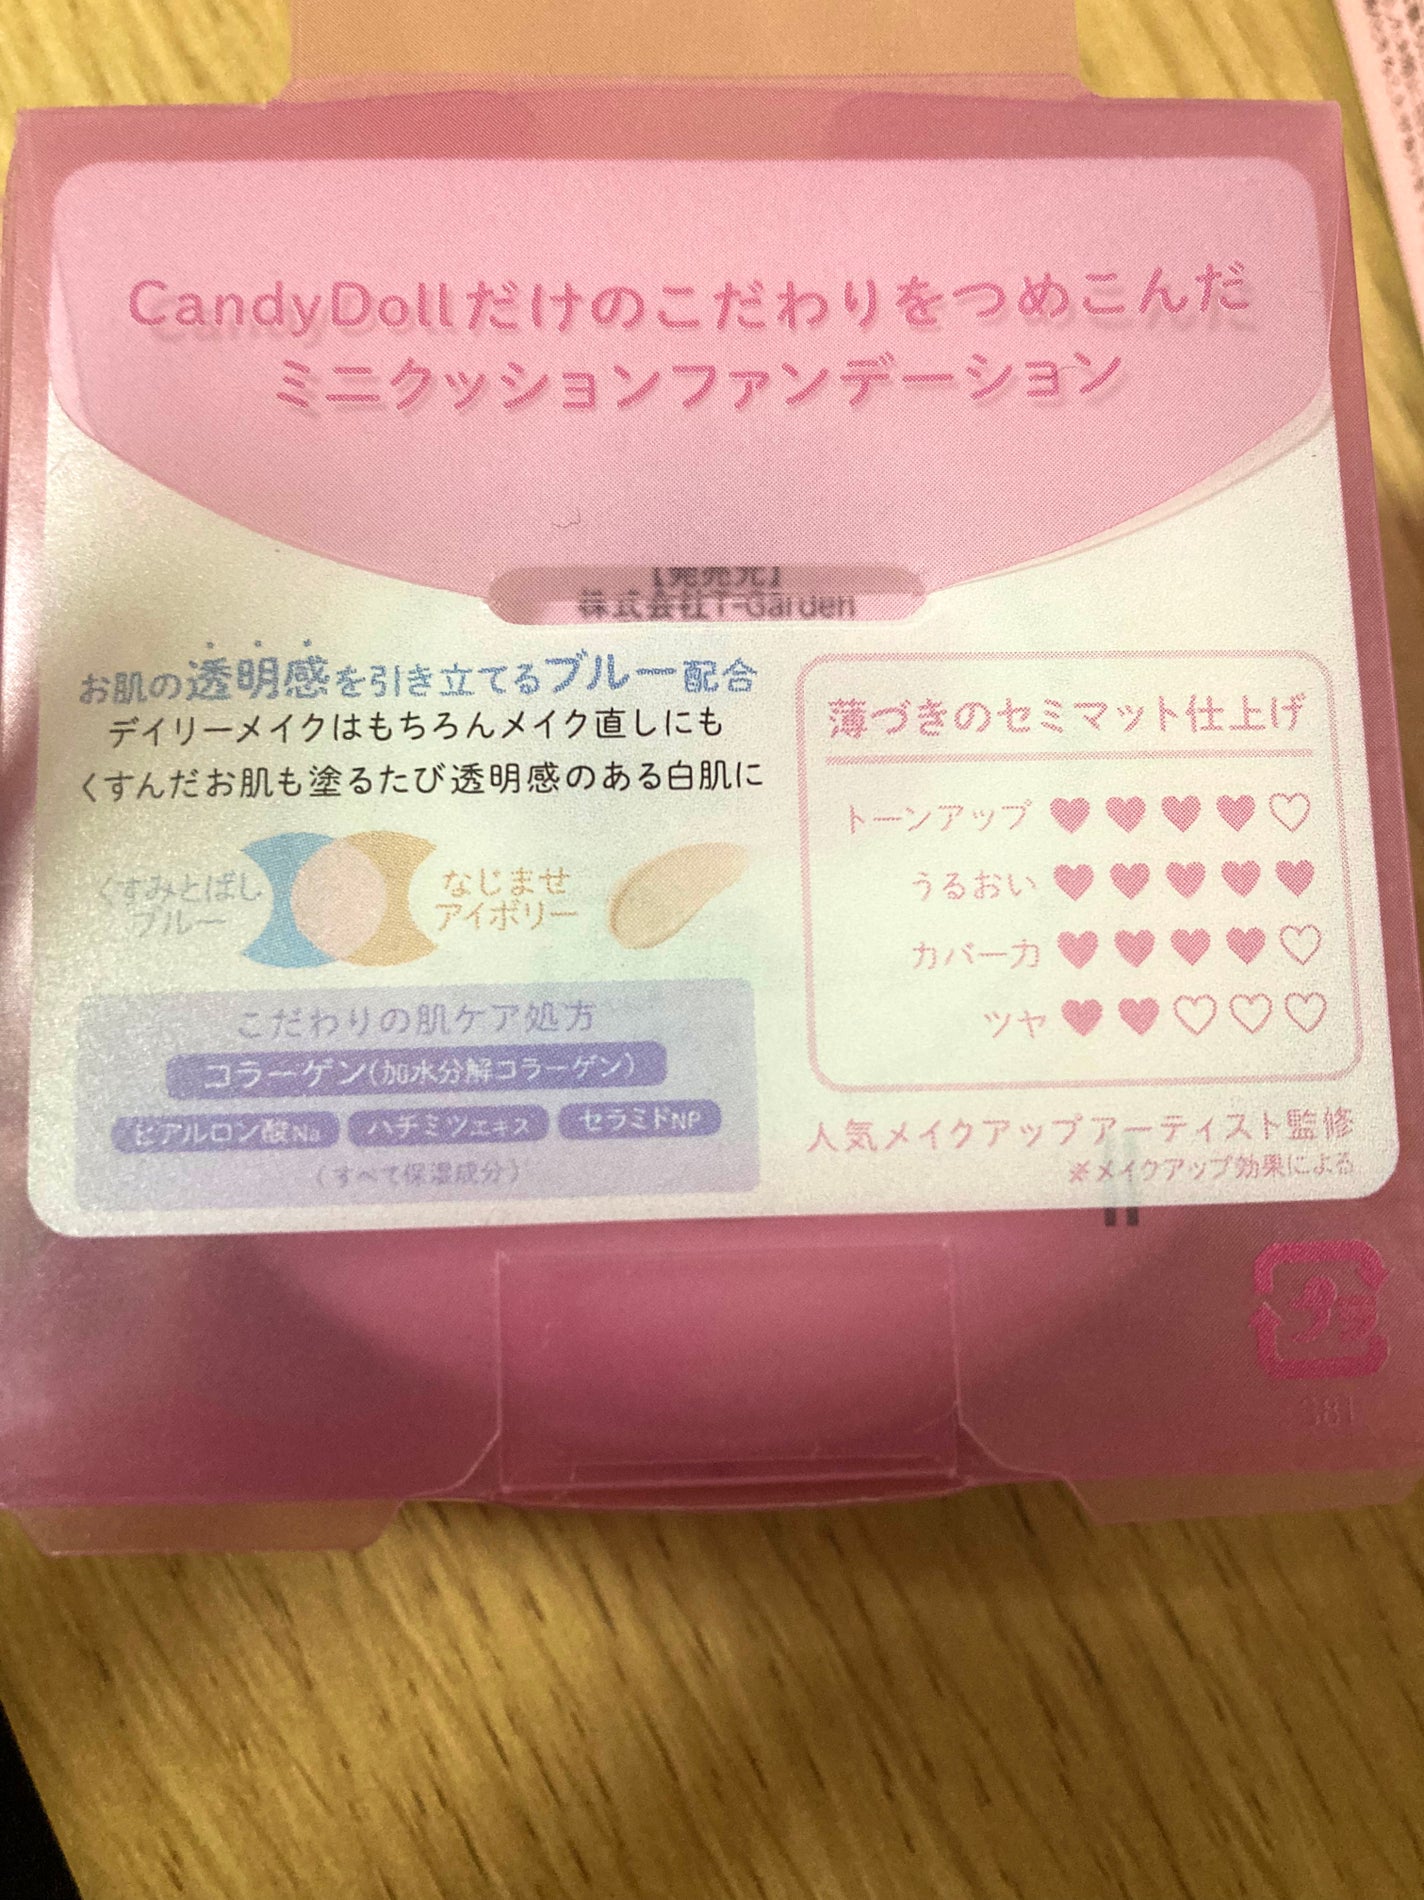 CandyDollだけのこだわりをつめこんだ
ミニクッションファンデーション
【発売元】
株式会社T-Garden
お肌の透明感を引き立てるブルー配合
デイリーメイクはもちろんメイク直しにも
くすんだお肌も塗るたび透明感のある白肌に
くすみとばし
ブルー
なじませ
アイボリー
こだわりの肌ケア処方
コラーゲン(加水分解コラーゲン)
ヒアルロン酸Na ハチミツエキス セラミドNP
(すべて保湿成分)
薄づきのセミマット仕上げ
トーンアップ ♥♥♥♥♡
うるおい ♥♥♥♥♥
カバー力 ♥♥♥♥♡
ツヤ ♥♥♡♡♡
人気メイクアップアーティスト監修
※メイクアップ効果による
プラ